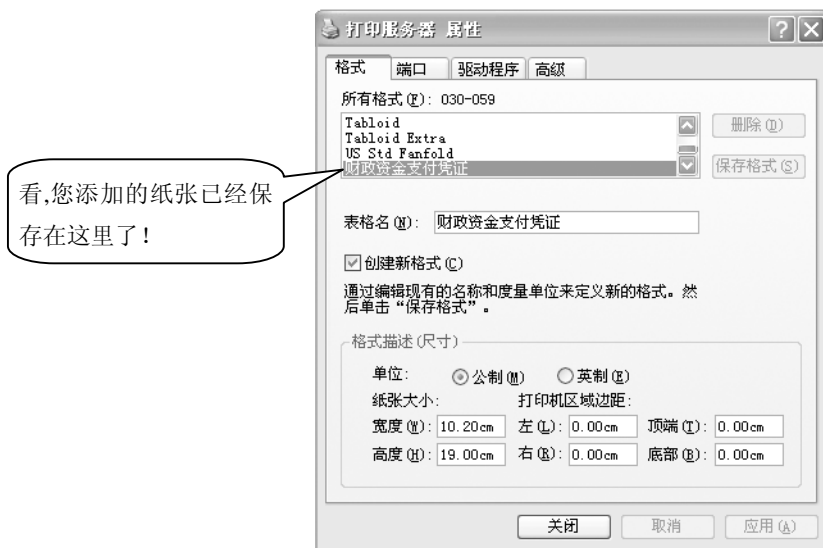 打印服务器 属性
格式 端口 驱动程序 高级
所有格式(F): 030-059
Tabloid
Tabloid Extra
US Std Fanfold
财政资金支付凭证
删除(D)
保存格式(S)
看,您添加的纸张已经保
存在这里了!
表格名(N): 财政资金支付凭证
创建新格式(C)
通过编辑现有的名称和度量单位来定义新的格式。然
后单击“保存格式”。
格式描述(尺寸)
单位: 公制(M) 英制(E)
纸张大小: 打印机区域边距:
宽度(W): 10.20cm 左(L): 0.00cm 顶端(T): 0.00cm
高度(H): 19.00cm 右(R): 0.00cm 底部(B): 0.00cm
关闭 取消 应用(A)